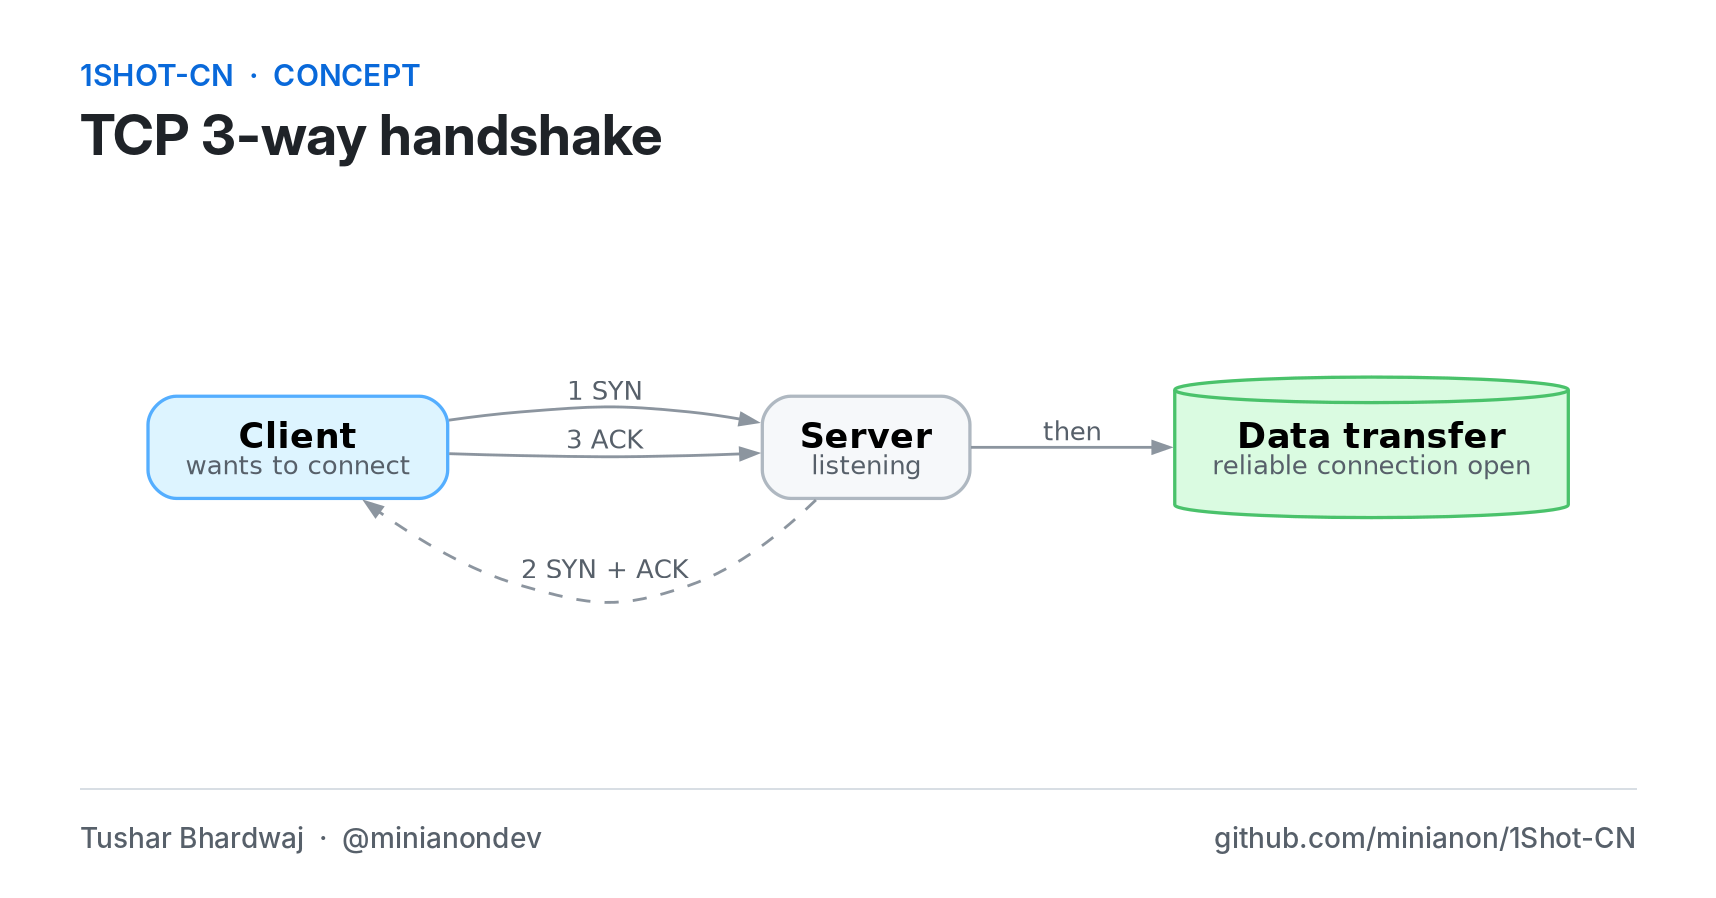 1SHOT-CN · CONCEPT
TCP 3-way handshake
1 SYN
3 ACK
2 SYN + ACK
Client
wants to connect
Server
listening
then
Data transfer
reliable connection open
Tushar Bhardwaj · @minianondev
github.com/minianon/1Shot-CN